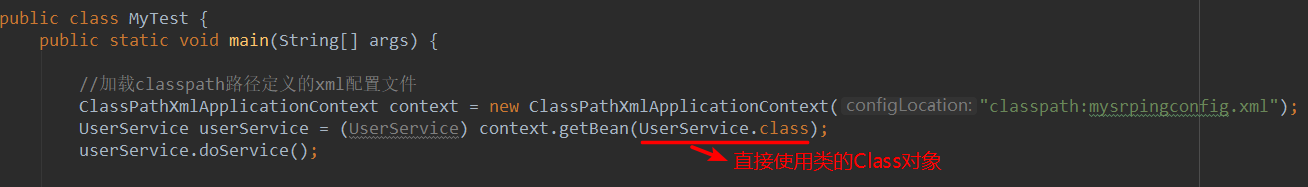 public class MyTest {
public static void main(String[] args) {
//加载classpath路径定义的xml配置文件
ClassPathXmlApplicationContext context = new ClassPathXmlApplicationContext( configLocation: "classpath:mysrpingconfig.xml");
UserService userService = (UserService) context.getBean(UserService.class);
userService.doService();
直接使用类的Class对象